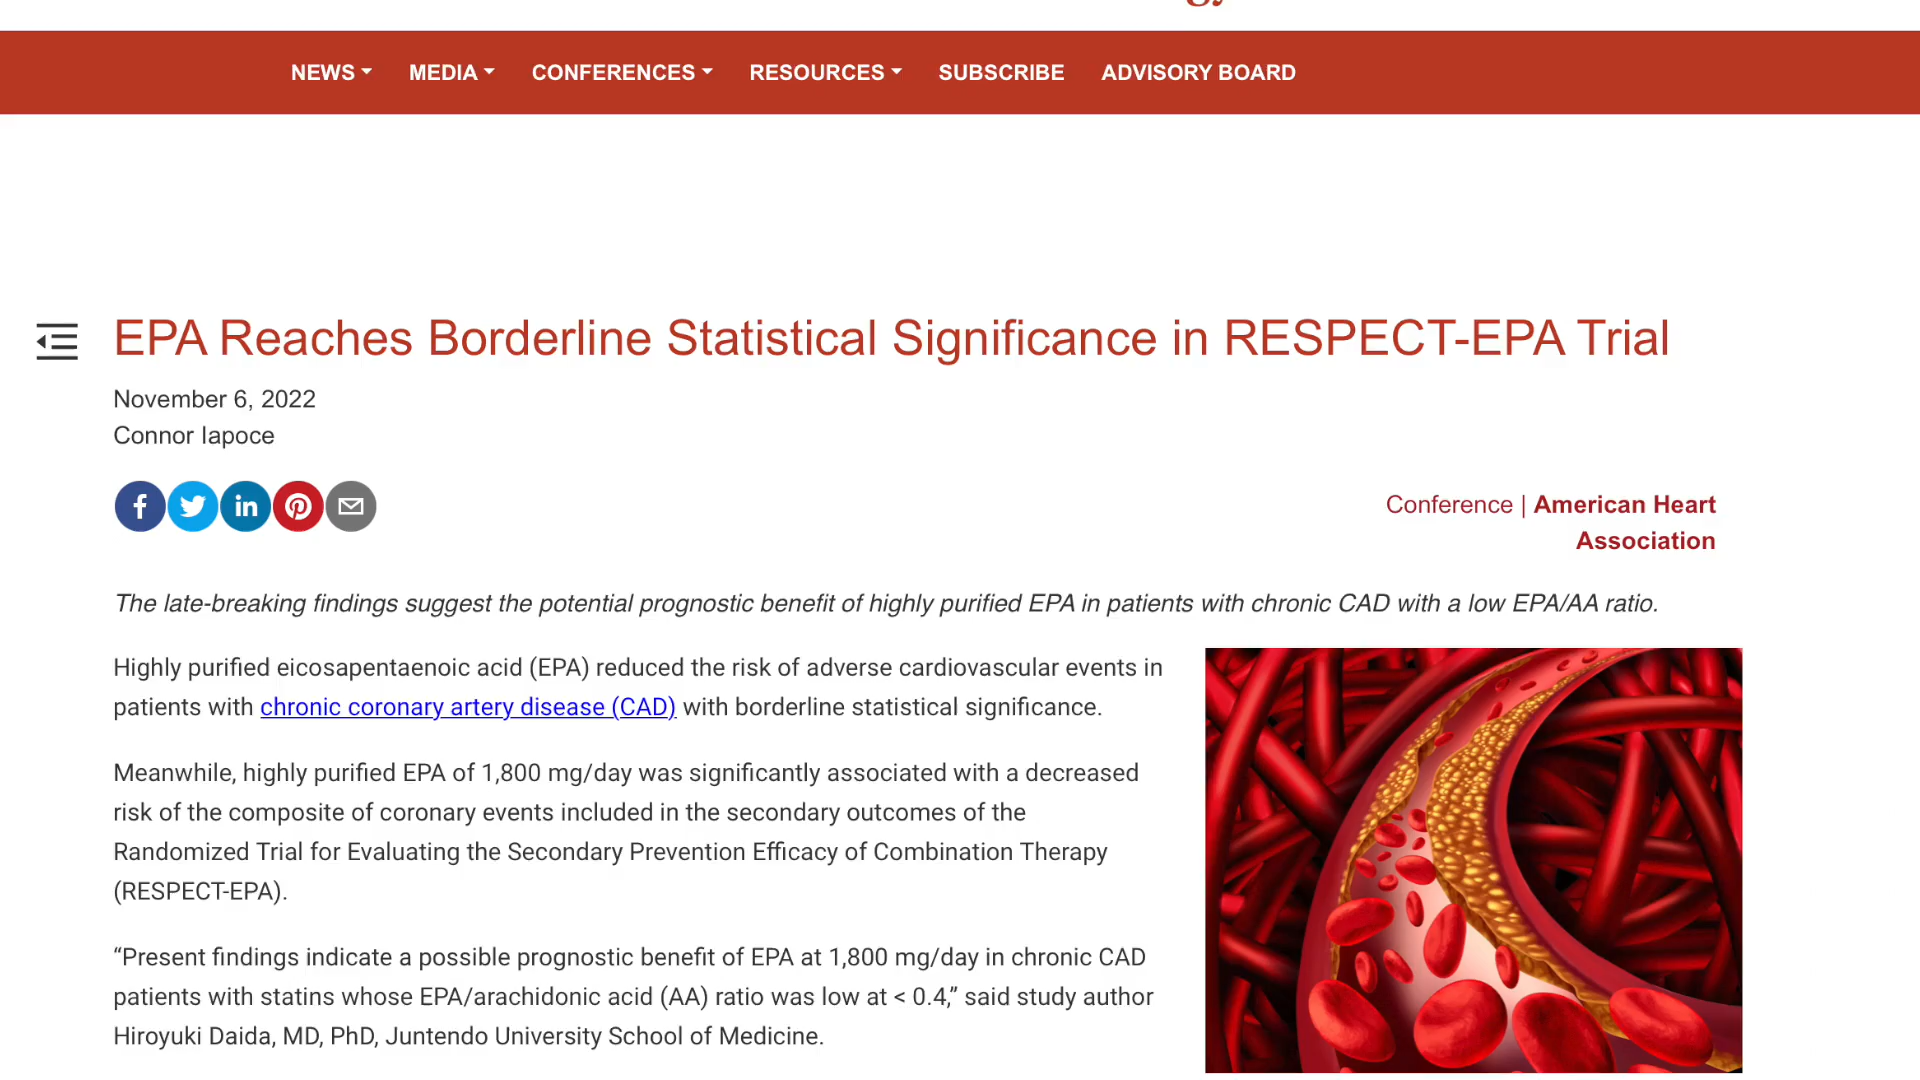 NEWS MEDIA CONFERENCES RESOURCES SUBSCRIBE ADVISORY BOARD
EPA Reaches Borderline Statistical Significance in RESPECT-EPA Trial
November 6, 2022
Connor Iapoce
Conference | American Heart
Association
The late-breaking findings suggest the potential prognostic benefit of highly purified EPA in patients with chronic CAD with a low EPA/AA ratio.
Highly purified eicosapentaenoic acid (EPA) reduced the risk of adverse cardiovascular events in
patients with chronic coronary artery disease (CAD) with borderline statistical significance.
Meanwhile, highly purified EPA of 1,800 mg/day was significantly associated with a decreased
risk of the composite of coronary events included in the secondary outcomes of the
Randomized Trial for Evaluating the Secondary Prevention Efficacy of Combination Therapy
(RESPECT-EPA).
“Present findings indicate a possible prognostic benefit of EPA at 1,800 mg/day in chronic CAD
patients with statins whose EPA/arachidonic acid (AA) ratio was low at < 0.4,” said study author
Hiroyuki Daida, MD, PhD, Juntendo University School of Medicine.